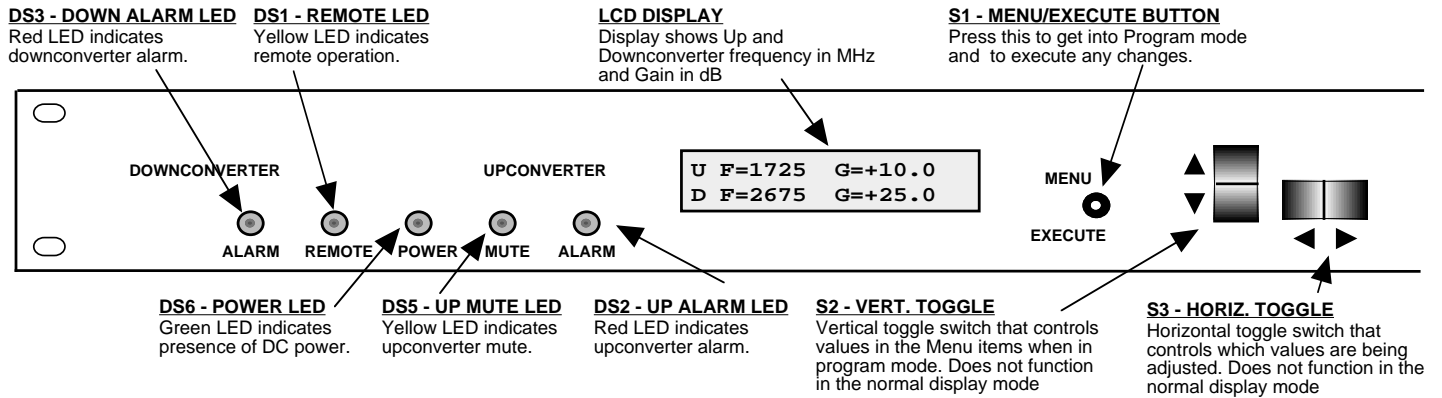 DS3 - DOWN ALARM LED
Red LED indicates
downconverter alarm.
DS1 - REMOTE LED
Yellow LED indicates
remote operation.
LCD DISPLAY
Display shows Up and
Downconverter frequency in MHz
and Gain in dB
S1 - MENU/EXECUTE BUTTON
Press this to get into Program mode
and to execute any changes.
DOWNCONVERTER
UPCONVERTER
U F=1725 G=+10.0
D F=2675 G=+25.0
MENU
EXECUTE
ALARM
REMOTE
POWER
MUTE
ALARM
DS6 - POWER LED
Green LED indicates
presence of DC power.
DS5 - UP MUTE LED
Yellow LED indicates
upconverter mute.
DS2 - UP ALARM LED
Red LED indicates
upconverter alarm.
S2 - VERT. TOGGLE
Vertical toggle switch that controls
values in the Menu items when in
program mode. Does not function
in the normal display mode
S3 - HORIZ. TOGGLE
Horizontal toggle switch that
controls which values are being
adjusted. Does not function in the
normal display mode